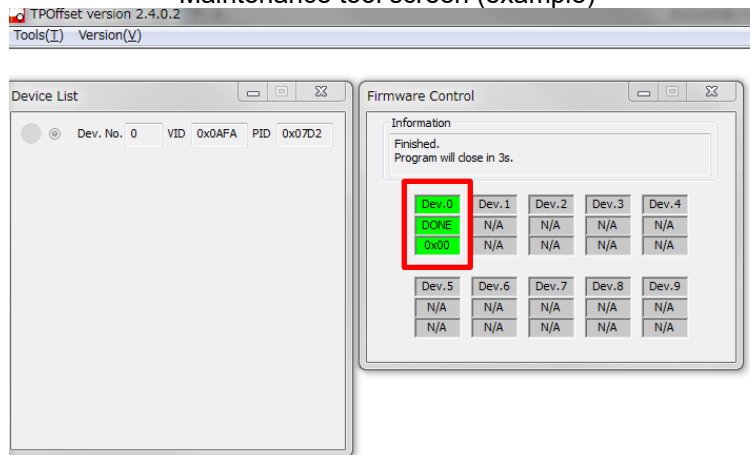 Maintenance tool screen (example)
TPOffset version 2.4.0.2
Tools(T) Version(V)
Device List
Dev. No. 0 VID 0x0AFA PID 0x07D2
Firmware Control
Information
Finished.
Program will close in 3s.
Dev.0 Dev.1 Dev.2 Dev.3 Dev.4
DONE N/A N/A N/A N/A
0x00 N/A N/A N/A N/A
Dev.5 Dev.6 Dev.7 Dev.8 Dev.9
N/A N/A N/A N/A N/A
N/A N/A N/A N/A N/A